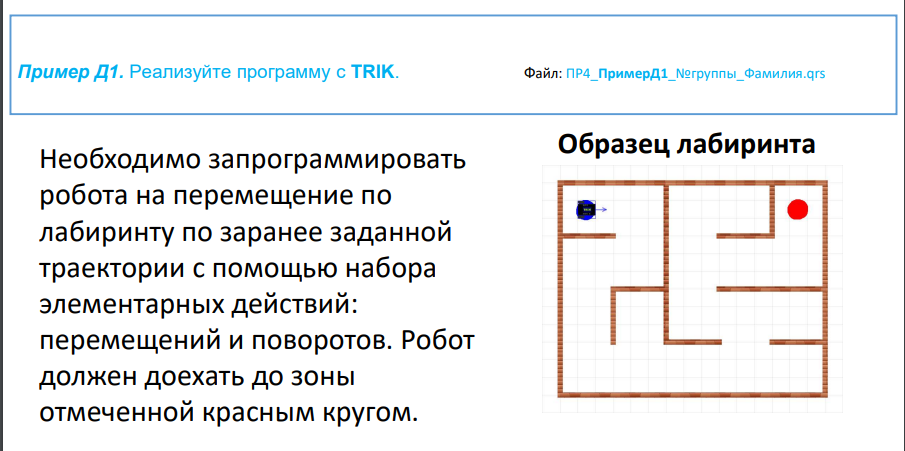 Пример Д1. Реализуйте программу с TRIK.
Файл: ПР4_ПримерД1_№группы_Фамилия.qrs
Необходимо запрограммировать
робота на перемещение по
лабиринту по заранее заданной
траектории с помощью набора
элементарных действий:
перемещений и поворотов. Робот
должен доехать до зоны
отмеченной красным кругом.
Образец лабиринта